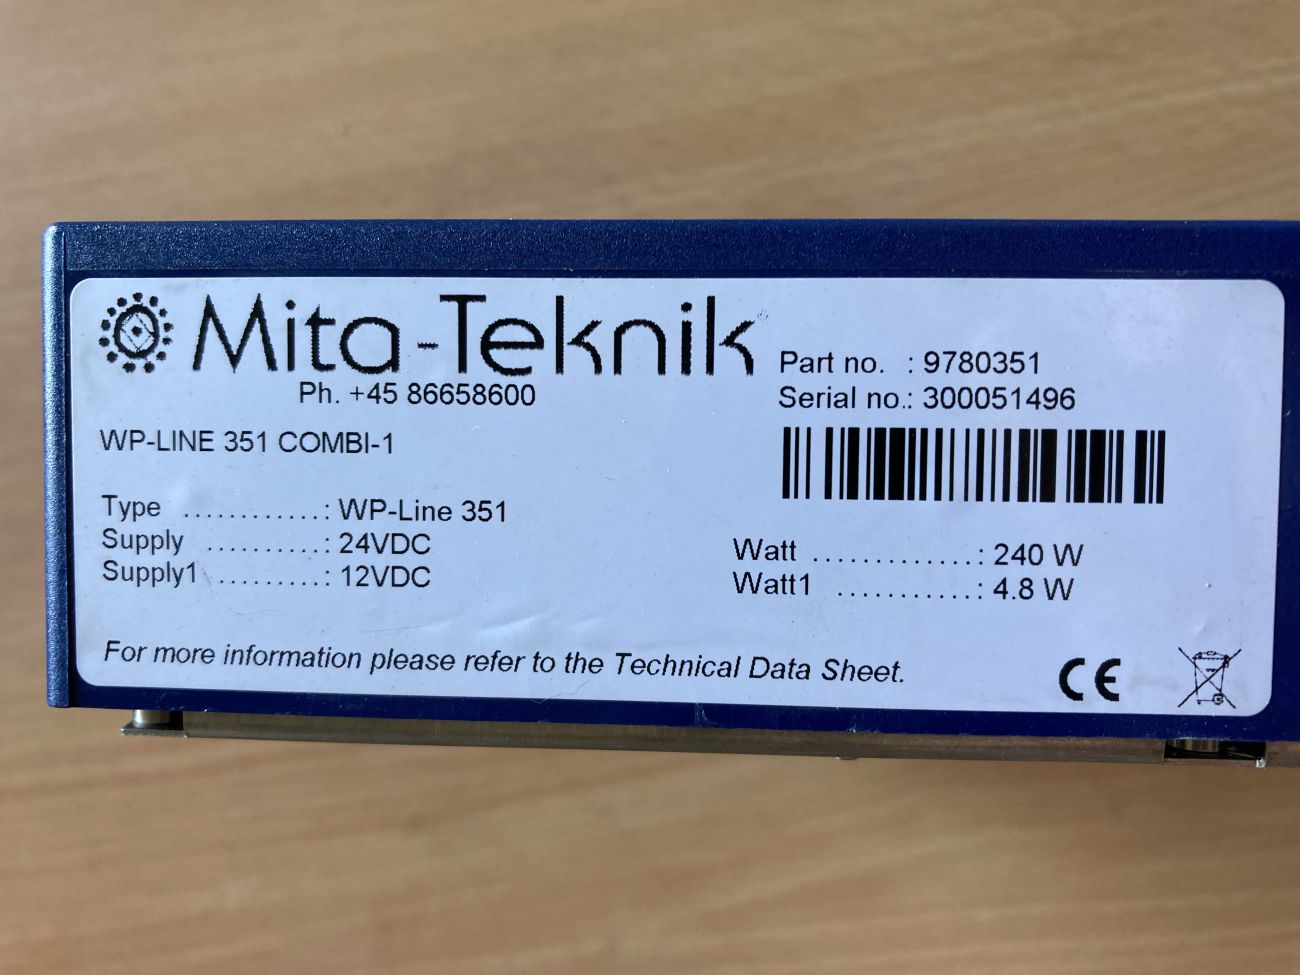 Mita-Teknik
Ph. +45 86658600
Part no. : 9780351
Serial no.: 300051496
WP-LINE 351 COMBI-1
Type ............: WP-Line 351
Supply ..........: 24VDC
Supply1 .........: 12VDC
Watt ..............: 240 W
Watt1 ............: 4.8 W
For more information please refer to the Technical Data Sheet.
CE